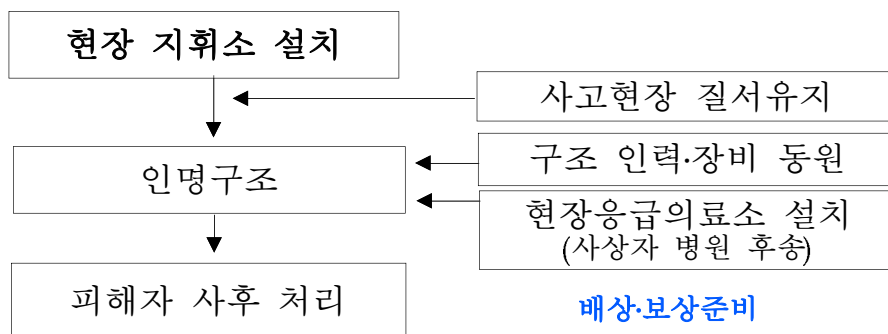 현장 지휘소 설치
사고현장 질서유지
인명구조
구조 인력·장비 동원
현장응급의료소 설치
(사상자 병원 후송)
피해자 사후 처리
배상·보상준비